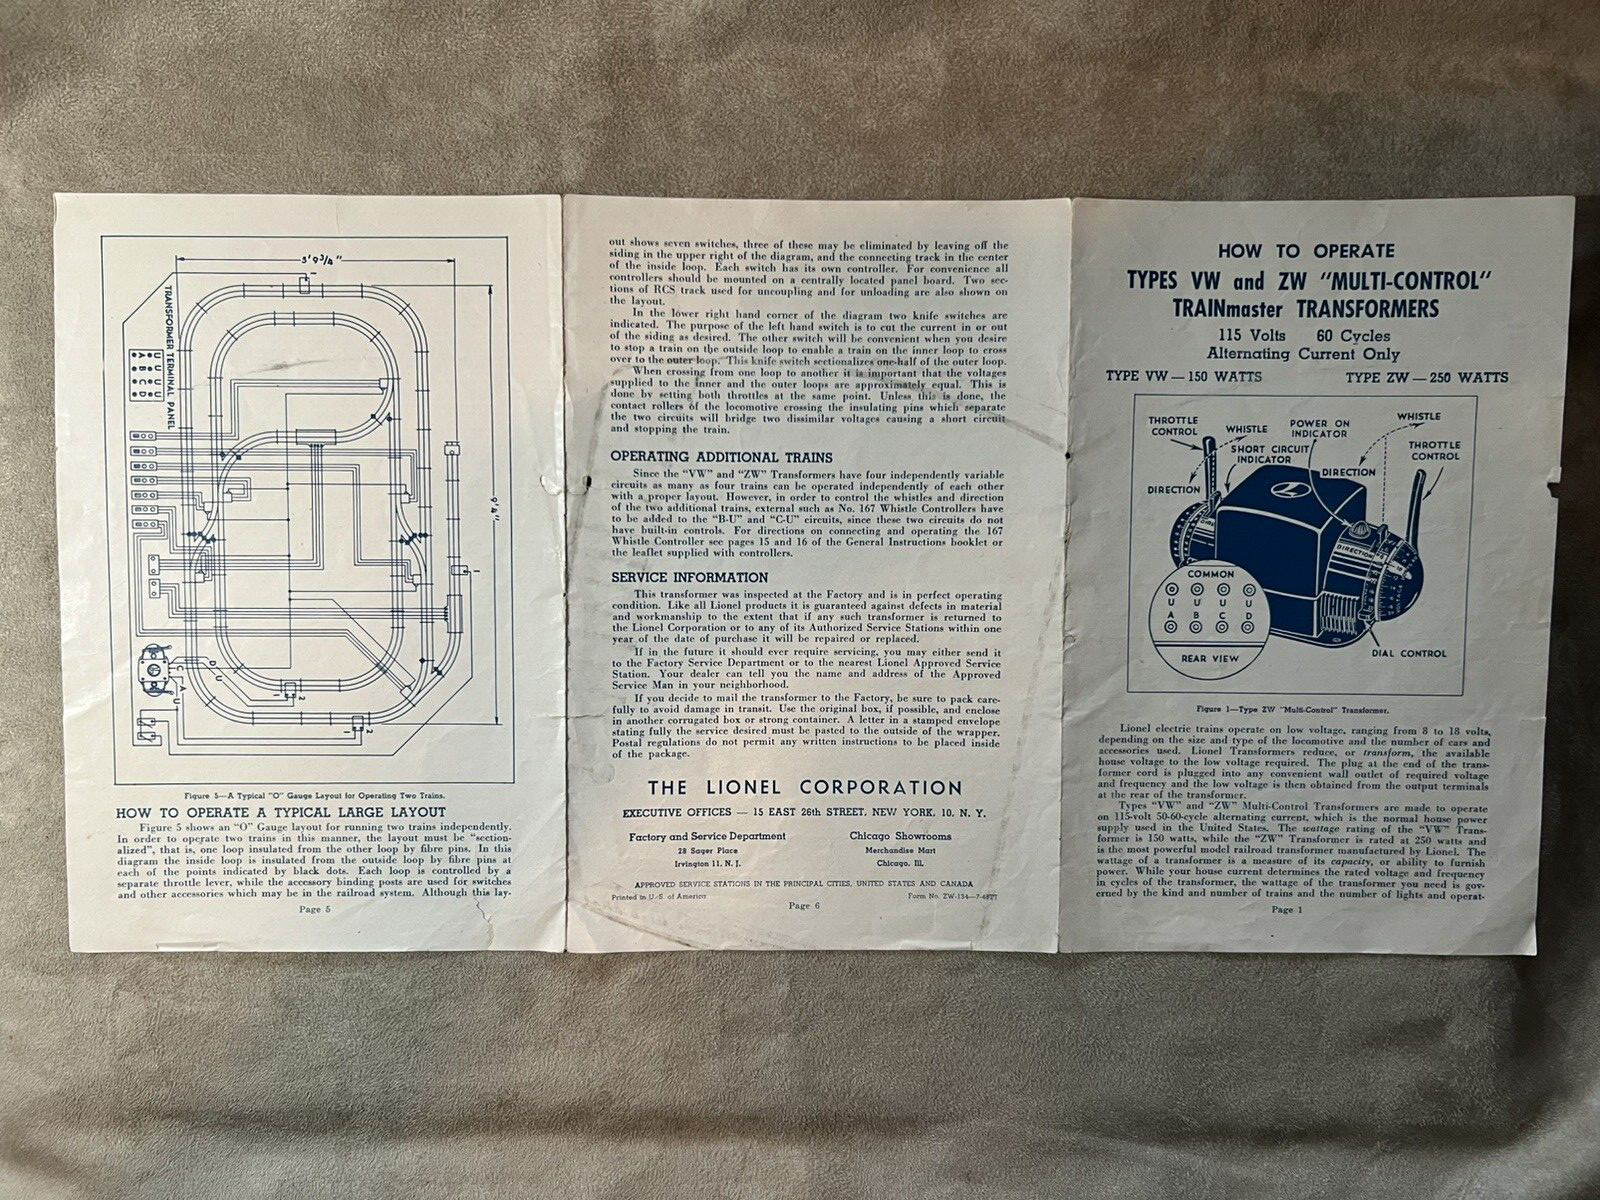 5' 9¾"
TRANSFORMER TERMINAL PANEL
U U U U
A B C D
9' 4"
1
1
D
U
C
A
U
1
2
1
2
Figure 5—A Typical "O" Gauge Layout for Operating Two Trains.
HOW TO OPERATE A TYPICAL LARGE LAYOUT
Figure 5 shows an "O" Gauge layout for running two trains independently.
In order to operate two trains in this manner, the layout must be "section-
alized", that is, one loop insulated from the other loop by fibre pins. In this
diagram the inside loop is insulated from the outside loop by fibre pins at
each of the points indicated by black dots. Each loop is controlled by a
separate throttle lever, while the accessory binding posts are used for switches
and other accessories which may be in the railroad system. Although this lay-
Page 5
out shows seven switches, three of these may be eliminated by leaving off the
siding in the upper right of the diagram, and the connecting track in the center
of the inside loop. Each switch has its own controller. For convenience all
controllers should be mounted on a centrally located panel board. Two sec-
tions of RCS track used for uncoupling and for unloading are also shown on
the layout.
In the lower right hand corner of the diagram two knife switches are
indicated. The purpose of the left hand switch is to cut the current in or out
of the siding as desired. The other switch will be convenient when you desire
to stop a train on the outside loop to enable a train on the inner loop to cross
over to the outer loop. This knife switch sectionalizes one-half of the outer loop.
When crossing from one loop to another it is important that the voltages
supplied to the inner and the outer loops are approximately equal. This is
done by setting both throttles at the same point. Unless this is done, the
contact rollers of the locomotive crossing the insulating pins which separate
the two circuits will bridge two dissimilar voltages causing a short circuit
and stopping the train.
OPERATING ADDITIONAL TRAINS
Since the "VW" and "ZW" Transformers have four independently variable
circuits as many as four trains can be operated independently of each other
with a proper layout. However, in order to control the whistles and direction
of the two additional trains, external such as No. 167 Whistle Controllers have
to be added to the "B-U" and "C-U" circuits, since these two circuits do not
have built-in controls. For directions on connecting and operating the 167
Whistle Controller see pages 15 and 16 of the General Instructions booklet or
the leaflet supplied with controllers.
SERVICE INFORMATION
This transformer was inspected at the Factory and is in perfect operating
condition. Like all Lionel products it is guaranteed against defects in material
and workmanship to the extent that if any such transformer is returned to
the Lionel Corporation or to any of its Authorized Service Stations within one
year of the date of purchase it will be repaired or replaced.
If in the future it should ever require servicing, you may either send it
to the Factory Service Department or to the nearest Lionel Approved Service
Station. Your dealer can tell you the name and address of the Approved
Service Man in your neighborhood.
If you decide to mail the transformer to the Factory, be sure to pack care-
fully to avoid damage in transit. Use the original box, if possible, and enclose
in another corrugated box or strong container. A letter in a stamped envelope
stating fully the service desired must be pasted to the outside of the wrapper.
Postal regulations do not permit any written instructions to be placed inside
of the package.
THE LIONEL CORPORATION
EXECUTIVE OFFICES — 15 EAST 26th STREET, NEW YORK, 10, N. Y.
Factory and Service Department
28 Sager Place
Irvington 11, N. J.
Chicago Showrooms
Merchandise Mart
Chicago, Ill.
APPROVED SERVICE STATIONS IN THE PRINCIPAL CITIES, UNITED STATES AND CANADA
Printed in U. S. of America
Form No. ZW-134—7-48TT
Page 6
HOW TO OPERATE
TYPES VW and ZW "MULTI-CONTROL"
TRAINmaster TRANSFORMERS
115 Volts 60 Cycles
Alternating Current Only
TYPE VW — 150 WATTS TYPE ZW — 250 WATTS
THROTTLE CONTROL
WHISTLE
SHORT CIRCUIT INDICATOR
POWER ON INDICATOR
WHISTLE
THROTTLE CONTROL
DIRECTION
DIRECTION
L
DIRECTION
COMMON
U U U U
A B C D
REAR VIEW
DIAL CONTROL
Figure 1—Type ZW "Multi-Control" Transformer.
Lionel electric trains operate on low voltage, ranging from 8 to 18 volts,
depending on the size and type of the locomotive and the number of cars and
accessories used. Lionel Transformers reduce, or transform, the available
house voltage to the low voltage required. The plug at the end of the trans-
former cord is plugged into any convenient wall outlet of required voltage
and frequency and the low voltage is then obtained from the output terminals
at the rear of the transformer.
Types "VW" and "ZW" Multi-Control Transformers are made to operate
on 115-volt 50-60-cycle alternating current, which is the normal house power
supply used in the United States. The wattage rating of the "VW" Trans-
former is 150 watts, while the "ZW" Transformer is rated at 250 watts and
is the most powerful model railroad transformer manufactured by Lionel. The
wattage of a transformer is a measure of its capacity, or ability to furnish
power. While your house current determines the rated voltage and frequency
in cycles of the transformer, the wattage of the transformer you need is gov-
erned by the kind and number of trains and the number of lights and operat-
Page 1